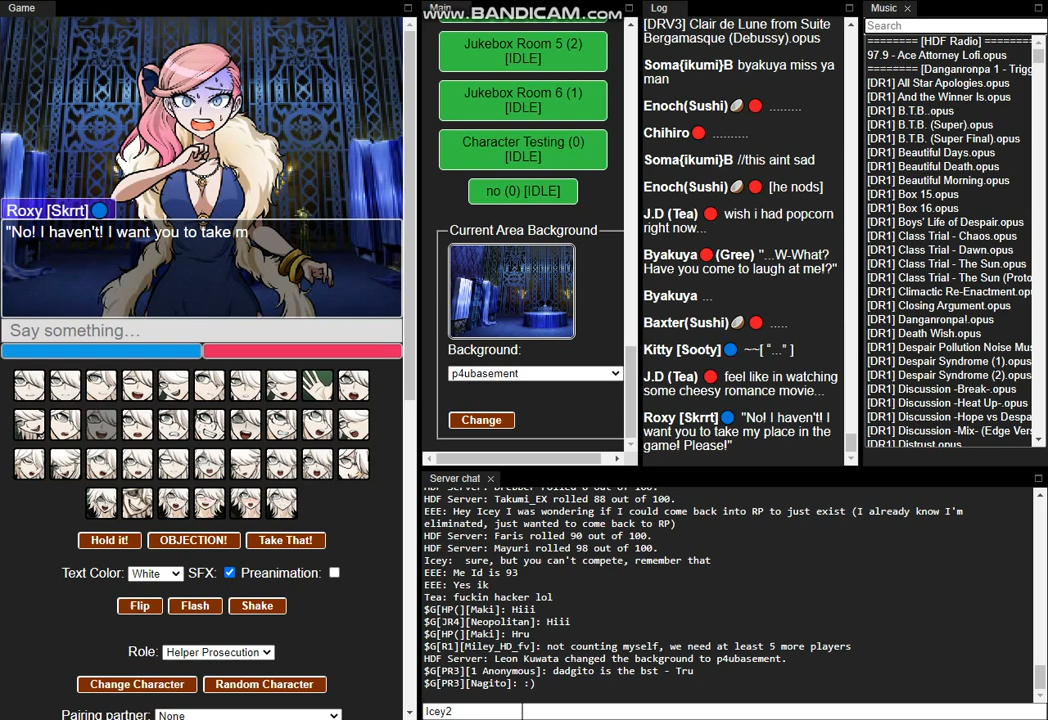 Game
Roxy [Skrrt]
"No! I haven't! I want you to take m
Say something…
Hold it!
OBJECTION!
Take That!
Text Color:
White
SFX:
Preanimation:
Flip
Flash
Shake
Role:
Helper Prosecution
Change Character
Random Character
Pairing partner:
None
Main
www.BANDICAM.com
Jukebox Room 5 (2)
[IDLE]
Jukebox Room 6 (1)
[IDLE]
Character Testing (0)
[IDLE]
no (0) [IDLE]
Current Area Background
Background:
p4ubasement
Change
Log
[DRV3] Clair de Lune from Suite
Bergamasque (Debussy).opus
Soma{ikumi}B byakuya miss ya
man
Enoch(Sushi) .........
Chihiro ..........
Soma{ikumi}B //this aint sad
Enoch(Sushi) [he nods]
J.D (Tea) wish i had popcorn
right now...
Byakuya (Gree) "...W-What?
Have you come to laugh at me!?"
Byakuya ...
Baxter(Sushi) .....
Kitty [Sooty] ~~[ “...” ]
J.D (Tea) feel like in watching
some cheesy romance movie...
Roxy [Skrrt] "No! I haven't! I
want you to take my place in the
game! Please!"
Music
Search
======== [HDF Radio] =======
97.9 - Ace Attorney Lofi.opus
======== [Danganronpa 1 - Trigg
[DR1] All Star Apologies.opus
[DR1] And the Winner Is.opus
[DR1] B.T.B..opus
[DR1] B.T.B. (Super).opus
[DR1] B.T.B. (Super Final).opus
[DR1] Beautiful Days.opus
[DR1] Beautiful Death.opus
[DR1] Beautiful Morning.opus
[DR1] Box 15.opus
[DR1] Box 16.opus
[DR1] Boys' Life of Despair.opus
[DR1] Class Trial - Chaos.opus
[DR1] Class Trial - Dawn.opus
[DR1] Class Trial - The Sun.opus
[DR1] Class Trial - The Sun (Proto
[DR1] Climactic Re-Enactment.opu
[DR1] Closing Argument.opus
[DR1] Danganronpa!.opus
[DR1] Death Wish.opus
[DR1] Despair Pollution Noise Mus
[DR1] Despair Syndrome (1).opus
[DR1] Despair Syndrome (2).opus
[DR1] Discussion -Break-.opus
[DR1] Discussion -Heat Up-.opus
[DR1] Discussion -Hope vs Despa
[DR1] Discussion -Mix- (Edge Vers
[DR1] Distrust.opus
Server chat
HDF Server: Drebber rolled 6 out of 100.
HDF Server: Takumi_EX rolled 88 out of 100.
EEE: Hey Icey I was wondering if I could come back into RP to just exist (I already know I'm
eliminated, just wanted to come back to RP)
HDF Server: Faris rolled 90 out of 100.
HDF Server: Mayuri rolled 98 out of 100.
Icey: sure, but you can't compete, remember that
EEE: Me Id is 93
EEE: Yes ik
Tea: fuckin hacker lol
$G[HP(][Maki]: Hiii
$G[JR4][Neopolitan]: Hiii
$G[HP(][Maki]: Hru
$G[R1][Miley_HD_fv]: not counting myself, we need at least 5 more players
HDF Server: Leon Kuwata changed the background to p4ubasement.
$G[PR3][1 Anonymous]: dadgito is the bst - Tru
$G[PR3][Nagito]: :)
Icey2